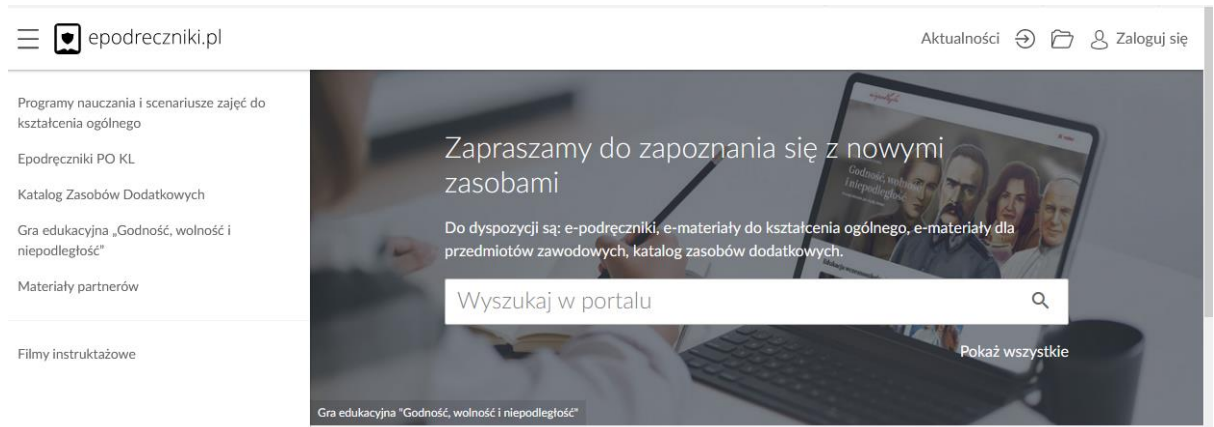 epodreczniki.pl
Aktualności
Zaloguj się
Programy nauczania i scenariusze zajęć do
kształcenia ogólnego
Epodręczniki PO KL
Katalog Zasobów Dodatkowych
Gra edukacyjna „Godność, wolność i
niepodległość”
Materiały partnerów
Filmy instruktażowe
Zapraszamy do zapoznania się z nowymi
zasobami
Do dyspozycji są: e-podręczniki, e-materiały do kształcenia ogólnego, e-materiały dla
przedmiotów zawodowych, katalog zasobów dodatkowych.
Wyszukaj w portalu
Pokaż wszystkie
Godność, wolność
i niepodległość
Gra edukacyjna "Godność, wolność i niepodległość"